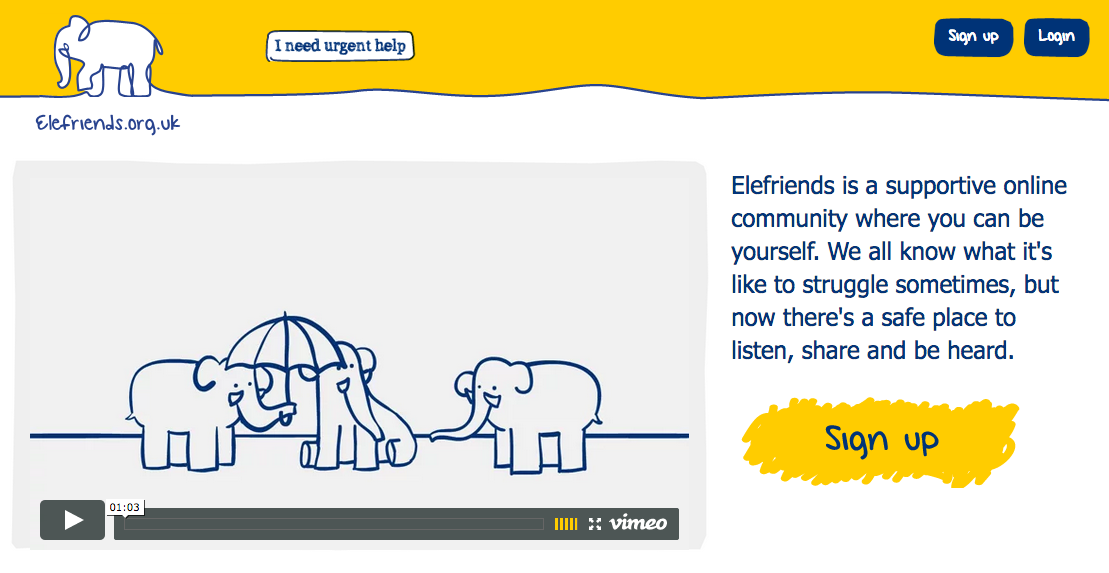 I need urgent help
Sign up
Login
Elefriends.org.uk
Elefriends is a supportive online
community where you can be
yourself. We all know what it's
like to struggle sometimes, but
now there's a safe place to
listen, share and be heard.
Sign up
01:03
vimeo